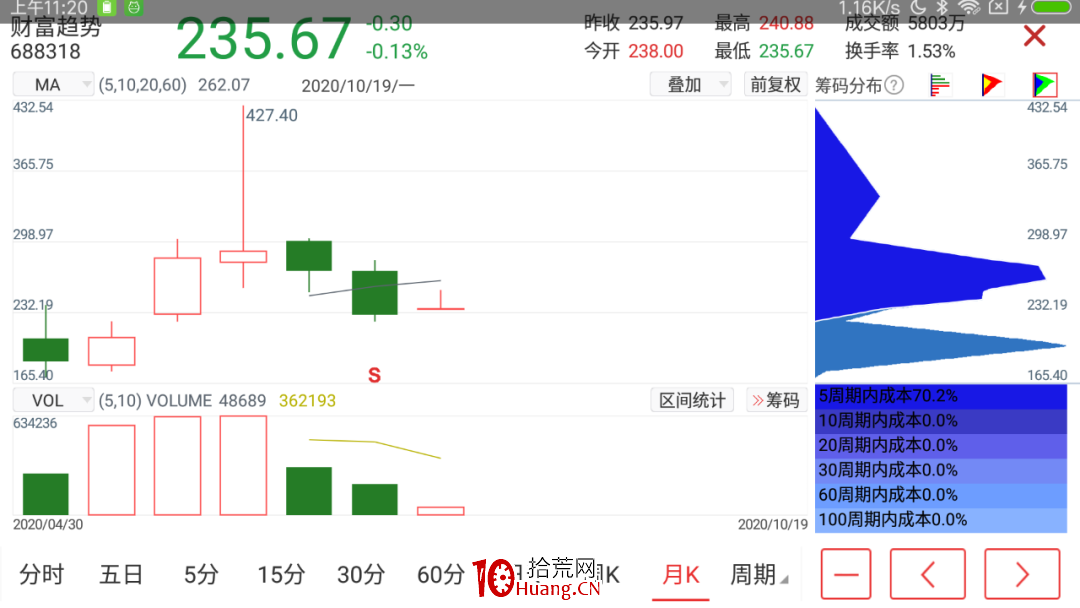 上午11:20 1.16K/s
财富趋势 235.67 -0.30 昨收 235.97 最高 240.88 成交额 5803万
688318 -0.13% 今开 238.00 最低 235.67 换手率 1.53%
MA (5,10,20,60) 262.07 2020/10/19/一 叠加 前复权 筹码分布?
432.54 427.40 432.54
365.75 365.75
298.97 298.97
232.19 232.19
165.40 S 165.40
VOL (5,10) VOLUME 48689 362193 区间统计 »筹码
634236
5周期内成本70.2%
10周期内成本0.0%
20周期内成本0.0%
30周期内成本0.0%
60周期内成本0.0%
100周期内成本0.0%
2020/04/30 2020/10/19
分时 五日 5分 15分 30分 60分 月K 周期
10 拾荒网
Huang.CN